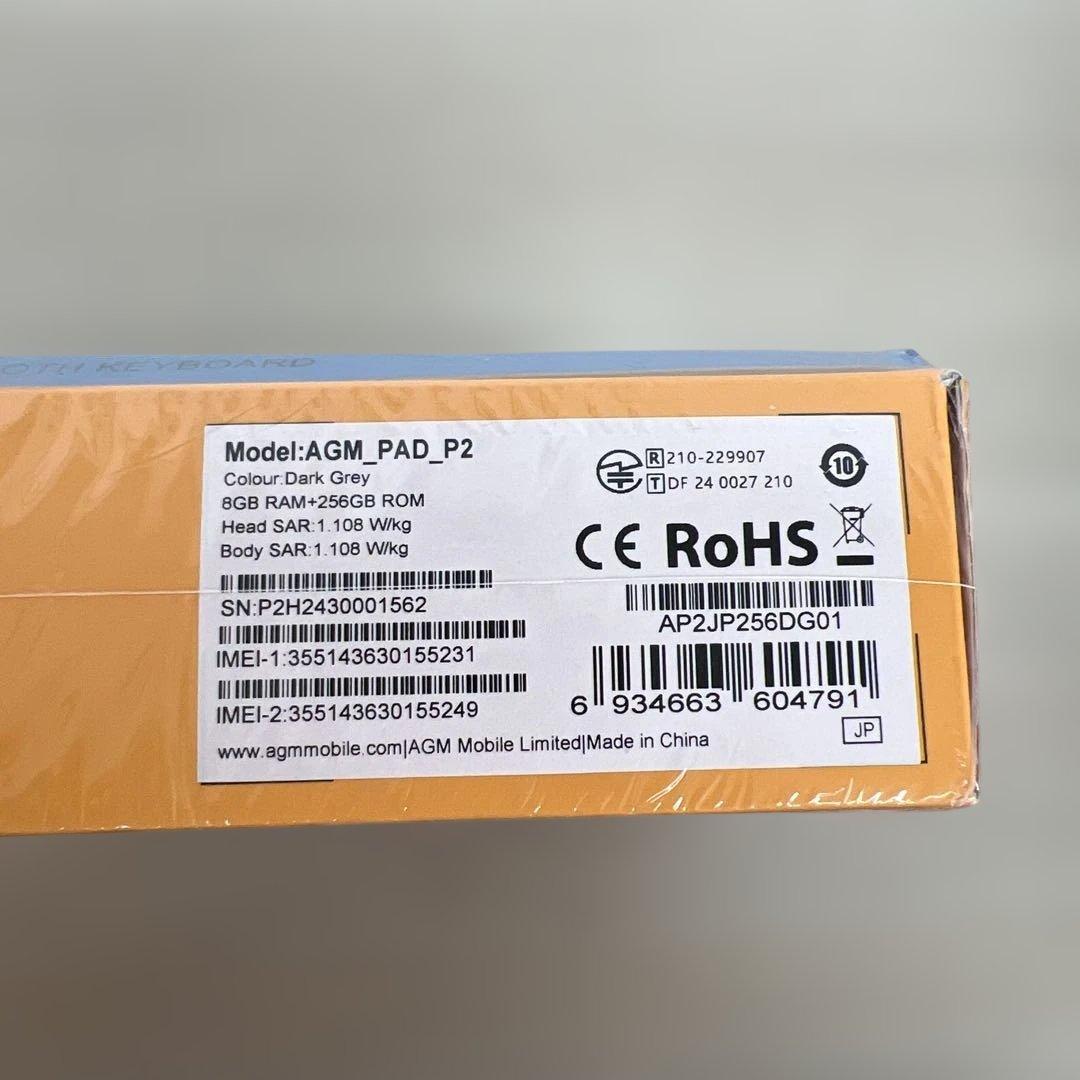 KEYBOARD
Model:AGM_PAD_P2
Colour:Dark Grey
8GB RAM+256GB ROM
Head SAR:1.108 W/kg
Body SAR:1.108 W/kg
SN:P2H2430001562
IMEI-1:355143630155231
IMEI-2:355143630155249
www.agmmobile.com|AGM Mobile Limited|Made in China
R 210-229907
T DF 24 0027 210
10
CE RoHS
AP2JP256DG01
6 934663 604791
JP